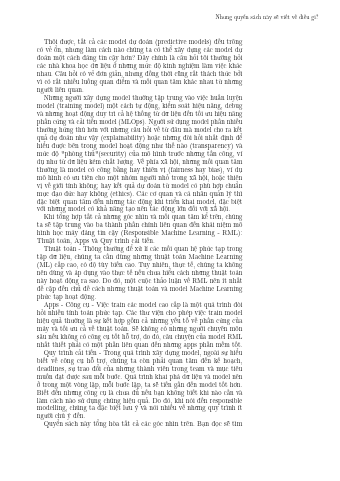 Nhưng quyển sách này sẽ viết về điều gì?
Thôi được, tất cả các model dự đoán (predictive models) đều trông
có vẻ ổn, nhưng làm cách nào chúng ta có thể xây dựng các model dự
đoán một cách đáng tin cậy hơn? Đây chính là câu hỏi tôi thường hỏi
các nhà khoa học dữ liệu ở những mức độ kinh nghiệm làm việc khác
nhau. Câu hỏi có vẻ đơn giản, nhưng đồng thời cũng rất thách thức bởi
vì có rất nhiều luồng quan điểm và mối quan tâm khác nhau từ những
người liên quan.
Những người xây dựng model thường tập trung vào việc huấn luyện
model (training model) một cách tự động, kiểm soát hiệu năng, debug
và những hoạt động duy trì cả hệ thống từ dữ liệu đến tối ưu hiệu năng
phần cứng và cải tiến model (MLOps). Người sử dụng model phần nhiều
thường hứng thú hơn với những câu hỏi về từ đâu mà model cho ra kết
quả dự đoán như vậy (explainability) hoặc những đòi hỏi nhất định để
hiểu được bên trong model hoạt động như thế nào (transparency) và
mức độ "phòng thủ"(security) của mô hình trước những tấn công, ví
dụ như từ dữ liệu kém chất lượng. Về phía xã hội, những mối quan tâm
thường là model có công bằng hay thiên vị (fairness hay bias), ví dụ
mô hình có ưu tiên cho một nhóm người nhỏ trong xã hội, hoặc thiện
vị về giới tính không; hay kết quả dự đoán từ model có phù hợp chuẩn
mực đạo đức hay không (ethics). Các cơ quan và cá nhân quản lý thì
đặc biệt quan tâm đến những tác động khi triển khai model, đặc biệt
với những model có khả năng tạo nên tác động lớn đối với xã hội.
Khi tổng hợp tất cả những góc nhìn và mối quan tâm kể trên, chúng
ta sẽ tập trung vào ba thành phần chính liên quan đến khái niệm mô
hình học máy đáng tin cậy (Responsible Machine Learning - RML):
Thuật toán, Apps và Quy trình cải tiến.
Thuật toán - Thông thường để xử lí các mối quan hệ phức tạp trong
tập dữ liệu, chúng ta cần dùng những thuật toán Machine Learning
(ML) cấp cao, có độ tùy biến cao. Tuy nhiên, thực tế, chúng ta không
nên dùng và áp dụng vào thực tế nếu chưa hiểu cách những thuật toán
này hoạt động ra sao. Do đó, một cuộc thảo luận về RML nên ít nhất
đề cập đến chủ đề cách những thuật toán và model Machine Learning
phức tạp hoạt động.
Apps - Công cụ - Việc train các model cao cấp là một quá trình đòi
hỏi nhiều tính toán phức tạp. Các thư viện cho phép việc train model
hiệu quả thường là sự kết hợp gồm cả những yếu tố về phần cứng của
máy và tối ưu cả về thuật toán. Sẽ không có những người chuyên môn
sâu nếu không có công cụ tốt hỗ trợ, do đó, câu chuyện của model RML
nhất thiết phải có một phần liên quan đến những apps phần mềm tốt.
Quy trình cải tiến - Trong quá trình xây dựng model, ngoài sự hiểu
biết về công cụ hỗ trợ, chúng ta còn phải quan tâm đến kế hoạch,
deadlines, sự trao đổi của những thành viên trong team và mục tiêu
muốn đạt được sau mỗi bước. Quá trình khai phá dữ liệu và model nên
ở trong một vòng lặp, mỗi bước lặp, ta sẽ tiến gần đến model tốt hơn.
Biết đến những công cụ là chưa đủ nếu bạn không biết khi nào cần và
làm cách nào sử dụng chúng hiệu quả. Do đó, khi nói đến responsible
modelling, chúng ta đặc biệt lưu ý và nói nhiều về những quy trình ít
người chú ý đến.
Quyển sách này tổng hòa tất cả các góc nhìn trên. Bạn đọc sẽ tìm